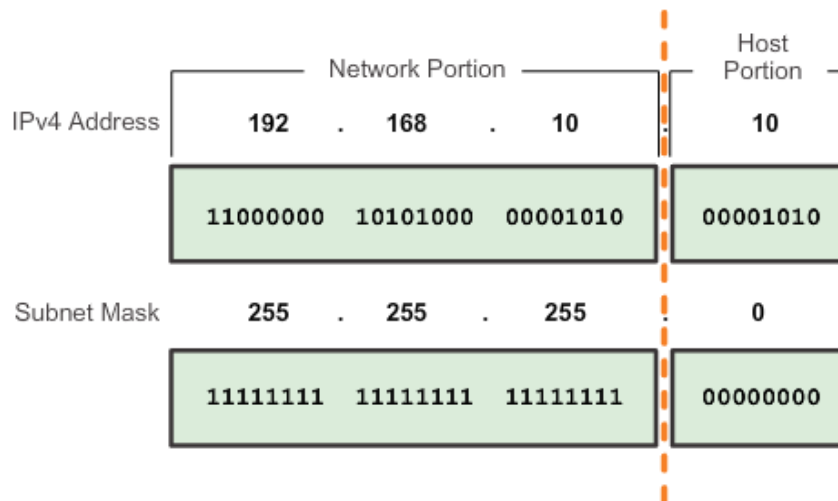 Network Portion
Host
Portion
IPv4 Address 192 . 168 . 10 . 10
11000000 10101000 00001010 00001010
Subnet Mask 255 . 255 . 255 . 0
11111111 11111111 11111111 00000000